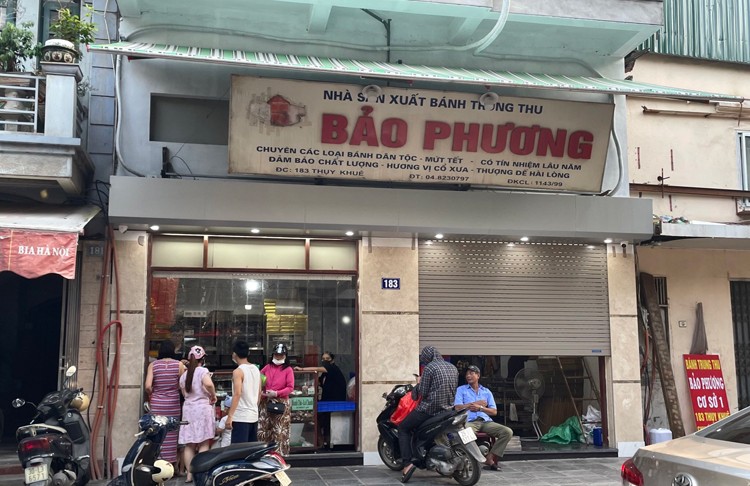 NHÀ SẢN XUẤT BÁNH TRUNG THU
BẢO PHƯƠNG
CHUYÊN CÁC LOẠI BÁNH DÂN TỘC - MỨT TẾT - CÓ TÍN NHIỆM LÂU NĂM
ĐẢM BẢO CHẤT LƯỢNG - HƯƠNG VỊ CỔ XƯA - THƯỢNG ĐẾ HÀI LÒNG
ĐC: 183 THỤY KHUÊ ĐT: 04.8230797 ĐKCL - 1143/99
BIA HÀ NỘI
181
183
BÁNH TRUNG THU
BẢO PHƯƠNG
CƠ SỞ 1
183 THỤY KHUÊ